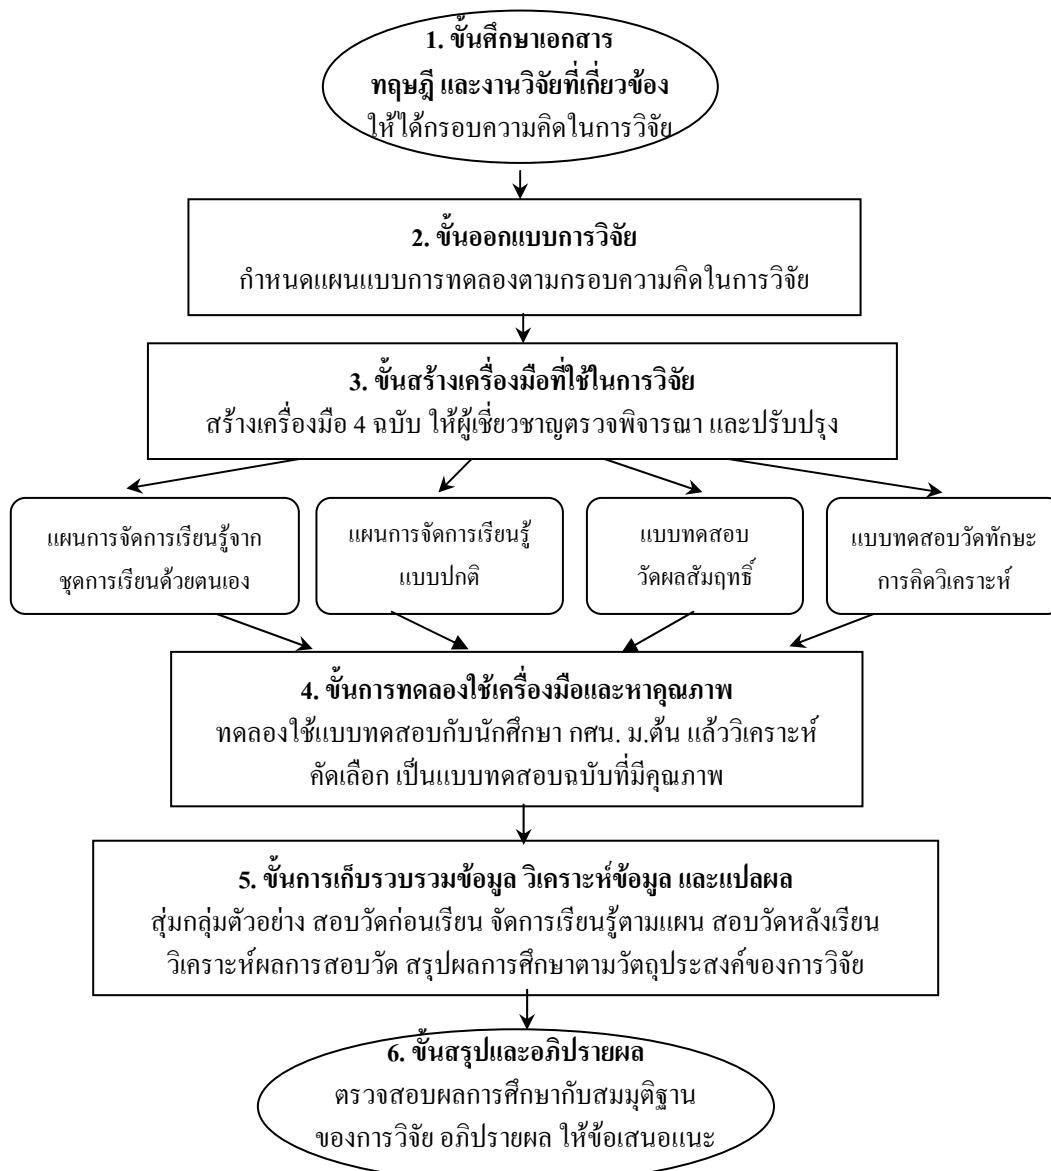 1. ขั้นศึกษาเอกสาร
ทฤษฎี และงานวิจัยที่เกี่ยวข้อง
ให้ได้กรอบความคิดในการวิจัย
2. ขั้นออกแบบการวิจัย
กำหนดแผนแบบการทดลองตามกรอบความคิดในการวิจัย
3. ขั้นสร้างเครื่องมือที่ใช้ในการวิจัย
สร้างเครื่องมือ 4 ฉบับ ให้ผู้เชี่ยวชาญตรวจพิจารณา และปรับปรุง
แผนการจัดการเรียนรู้จาก
ชุดการเรียนด้วยตนเอง
แผนการจัดการเรียนรู้
แบบปกติ
แบบทดสอบ
วัดผลสัมฤทธิ์
แบบทดสอบวัดทักษะ
การคิดวิเคราะห์
4. ขั้นการทดลองใช้เครื่องมือและหาคุณภาพ
ทดลองใช้แบบทดสอบกับนักศึกษา กศน. ม.ต้น แล้ววิเคราะห์
คัดเลือก เป็นแบบทดสอบฉบับที่มีคุณภาพ
5. ขั้นการเก็บรวบรวมข้อมูล วิเคราะห์ข้อมูล และแปลผล
สุ่มกลุ่มตัวอย่าง สอบวัดก่อนเรียน จัดการเรียนรู้ตามแผน สอบวัดหลังเรียน
วิเคราะห์ผลการสอบวัด สรุปผลการศึกษาตามวัตถุประสงค์ของการวิจัย
6. ขั้นสรุปและอภิปรายผล
ตรวจสอบผลการศึกษากับสมมุติฐาน
ของการวิจัย อภิปรายผล ให้ข้อเสนอแนะ